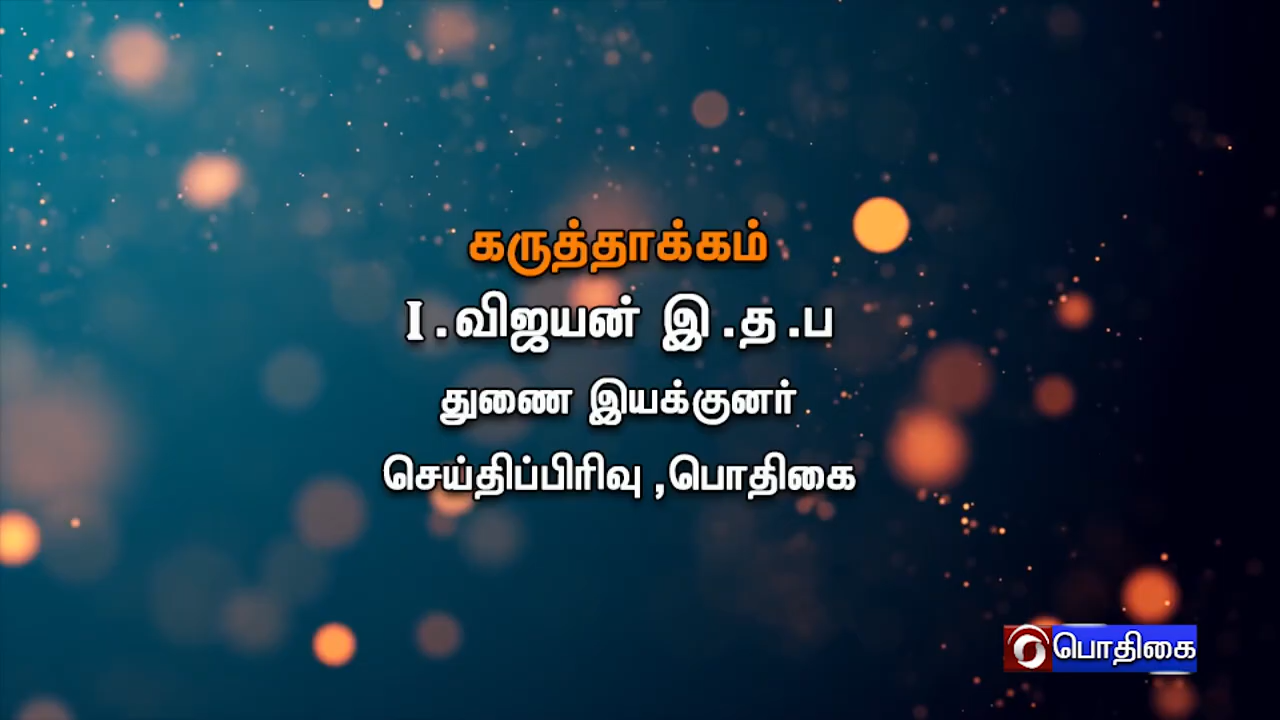 கருத்தாக்கம்
I.விஜயன் இ.த.ப
துணை இயக்குனர்
செய்திப்பிரிவு ,பொதிகை
பொதிகை